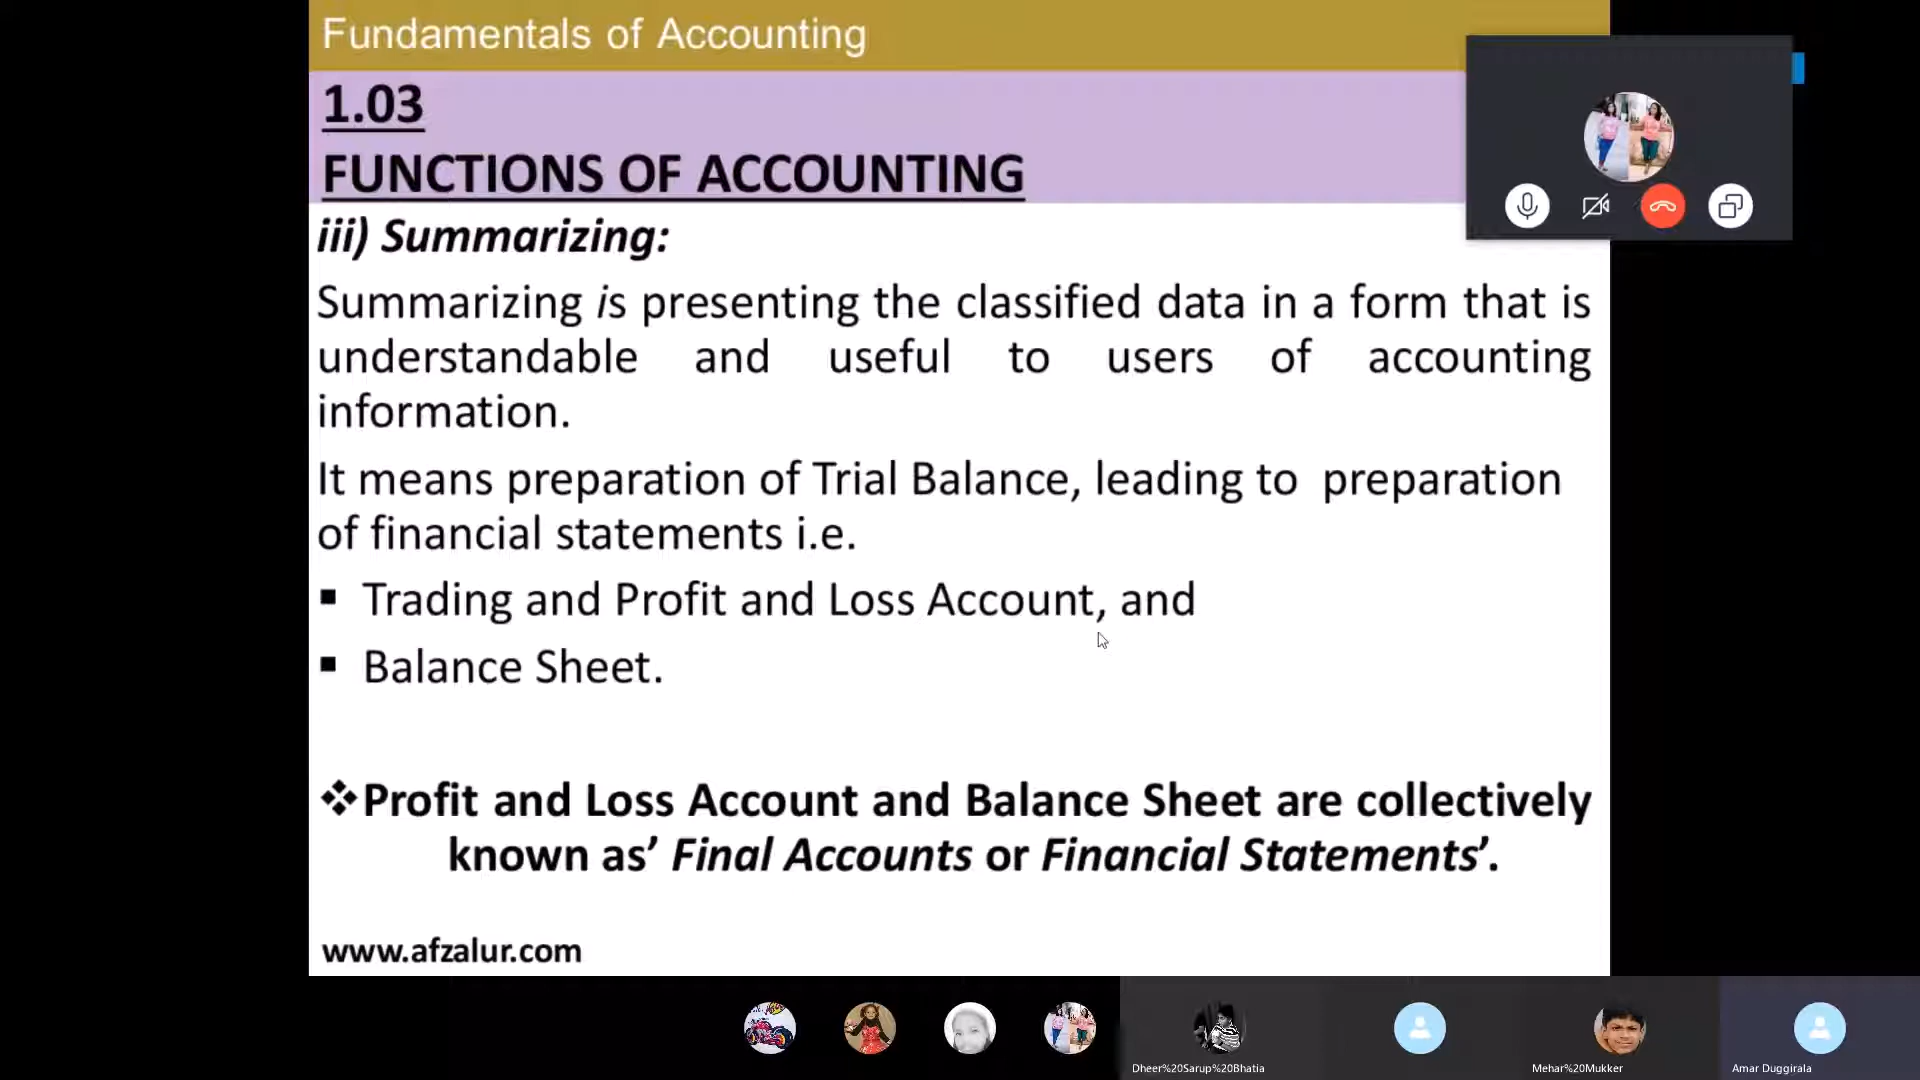 Fundamentals of Accounting
1.03
FUNCTIONS OF ACCOUNTING
iii) Summarizing:
Summarizing is presenting the classified data in a form that is
understandable and useful to users of accounting
information.
It means preparation of Trial Balance, leading to preparation
of financial statements i.e.
▪ Trading and Profit and Loss Account, and
▪ Balance Sheet.
❖Profit and Loss Account and Balance Sheet are collectively
known as’ Final Accounts or Financial Statements’.
www.afzalur.com
Dheer%20Sarup%20Bhatia
Mehar%20Mukker
Amar Duggirala